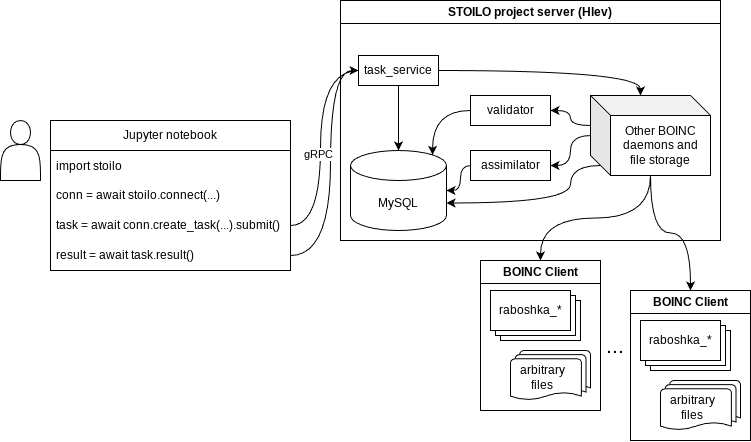 STOILO project server (Hlev)
task_service
validator
assimilator
Other BOINC
daemons and
file storage
MySQL
gRPC
Jupyter notebook
import stoilo
conn = await stoilo.connect(...)
task = await conn.create_task(...).submit()
result = await task.result()
BOINC Client
raboshka_*
arbitrary
files
...
BOINC Client
raboshka_*
arbitrary
files